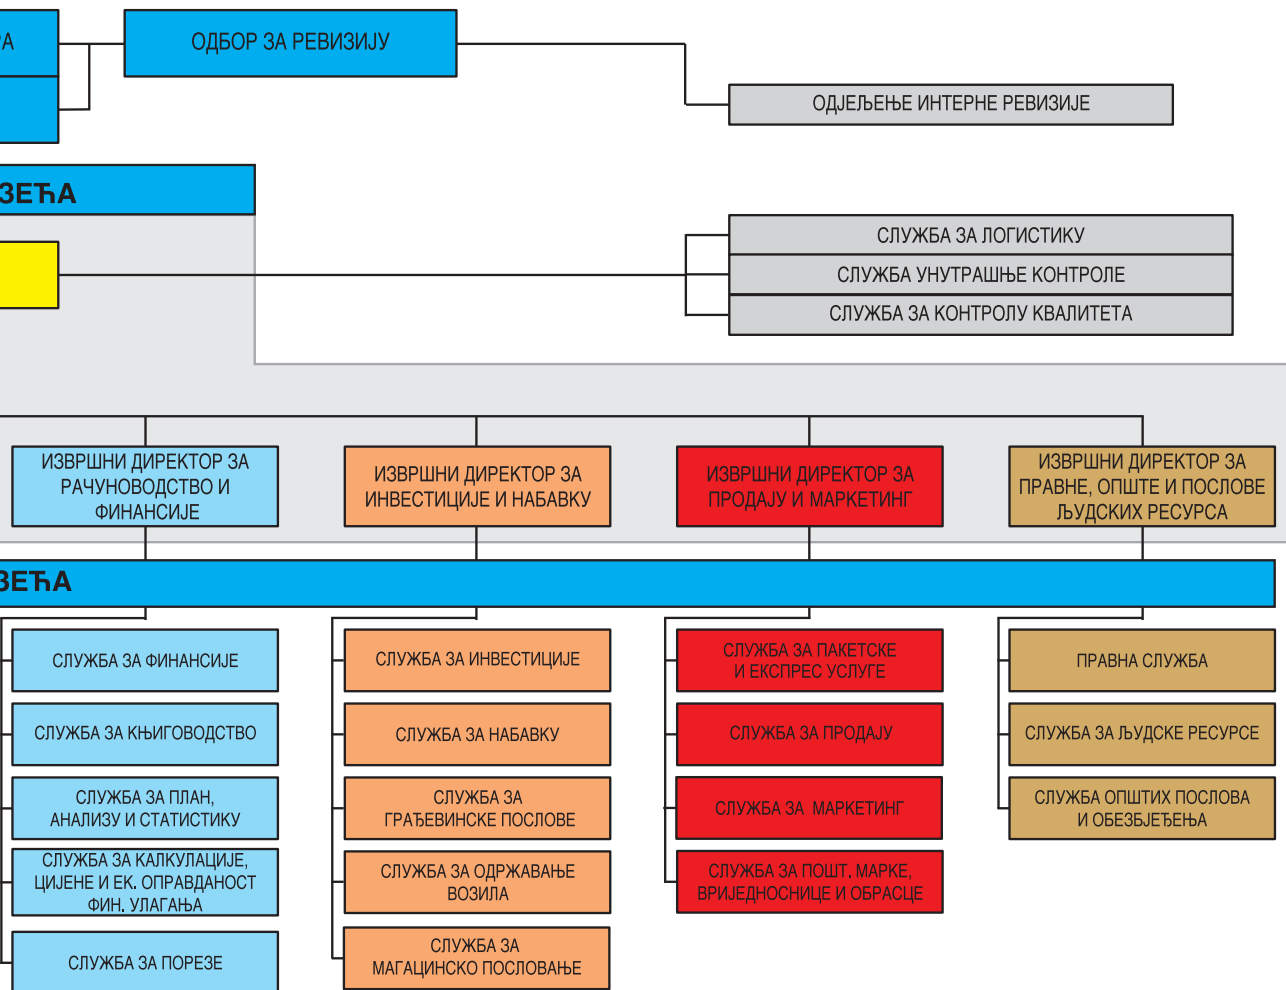 РА
ОДБОР ЗА РЕВИЗИЈУ
ОДЈЕЉЕЊЕ ИНТЕРНЕ РЕВИЗИЈЕ
ЗЕЋА
СЛУЖБА ЗА ЛОГИСТИКУ
СЛУЖБА УНУТРАШЊЕ КОНТРОЛЕ
СЛУЖБА ЗА КОНТРОЛУ КВАЛИТЕТА
ИЗВРШНИ ДИРЕКТОР ЗА
РАЧУНОВОДСТВО И
ФИНАНСИЈЕ
ИЗВРШНИ ДИРЕКТОР ЗА
ИНВЕСТИЦИЈЕ И НАБАВКУ
ИЗВРШНИ ДИРЕКТОР ЗА
ПРОДАЈУ И МАРКЕТИНГ
ИЗВРШНИ ДИРЕКТОР ЗА
ПРАВНЕ, ОПШТЕ И ПОСЛОВЕ
ЉУДСКИХ РЕСУРСА
ЗЕЋА
СЛУЖБА ЗА ФИНАНСИЈЕ
СЛУЖБА ЗА КЊИГОВОДСТВО
СЛУЖБА ЗА ПЛАН,
АНАЛИЗУ И СТАТИСТИКУ
СЛУЖБА ЗА КАЛКУЛАЦИЈЕ,
ЦИЈЕНЕ И ЕК. ОПРАВДАНОСТ
ФИН. УЛАГАЊА
СЛУЖБА ЗА ПОРЕЗЕ
СЛУЖБА ЗА ИНВЕСТИЦИЈЕ
СЛУЖБА ЗА НАБАВКУ
СЛУЖБА ЗА
ГРАЂЕВИНСКЕ ПОСЛОВЕ
СЛУЖБА ЗА ОДРЖАВАЊЕ
ВОЗИЛА
СЛУЖБА ЗА
МАГАЦИНСКО ПОСЛОВАЊЕ
СЛУЖБА ЗА ПАКЕТСКЕ
И ЕКСПРЕС УСЛУГЕ
СЛУЖБА ЗА ПРОДАЈУ
СЛУЖБА ЗА МАРКЕТИНГ
СЛУЖБА ЗА ПОШТ. МАРКЕ,
ВРИЈЕДНОСНИЦЕ И ОБРАСЦЕ
ПРАВНА СЛУЖБА
СЛУЖБА ЗА ЉУДСКЕ РЕСУРСЕ
СЛУЖБА ОПШТИХ ПОСЛОВА
И ОБЕЗБЈЕЂЕЊА